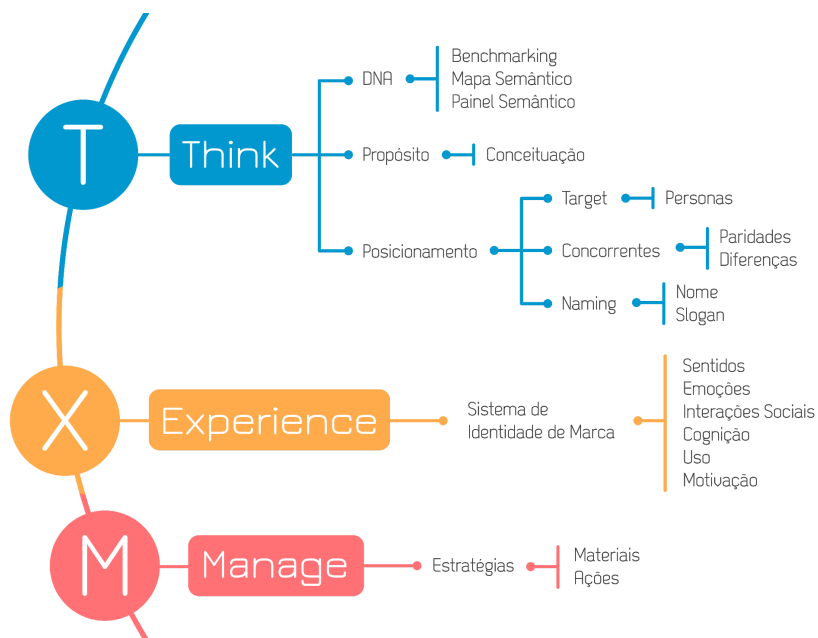 T
Think
DNA
Benchmarking
Mapa Semântico
Painel Semântico
Propósito
Conceituação
Posicionamento
Target
Personas
Concorrentes
Paridades
Diferenças
Naming
Nome
Slogan
X
Experience
Sistema de
Identidade de Marca
Sentidos
Emoções
Interações Sociais
Cognição
Uso
Motivação
M
Manage
Estratégias
Materiais
Ações